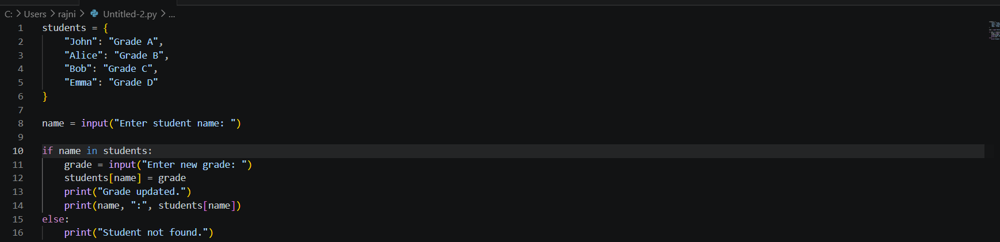 C: > Users > rajni > Untitled-2.py > ...
1 students = {
2     "John": "Grade A",
3     "Alice": "Grade B",
4     "Bob": "Grade C",
5     "Emma": "Grade D"
6 }
7
8 name = input("Enter student name: ")
9
10 if name in students:
11     grade = input("Enter new grade: ")
12     students[name] = grade
13     print("Grade updated.")
14     print(name, ":", students[name])
15 else:
16     print("Student not found.")